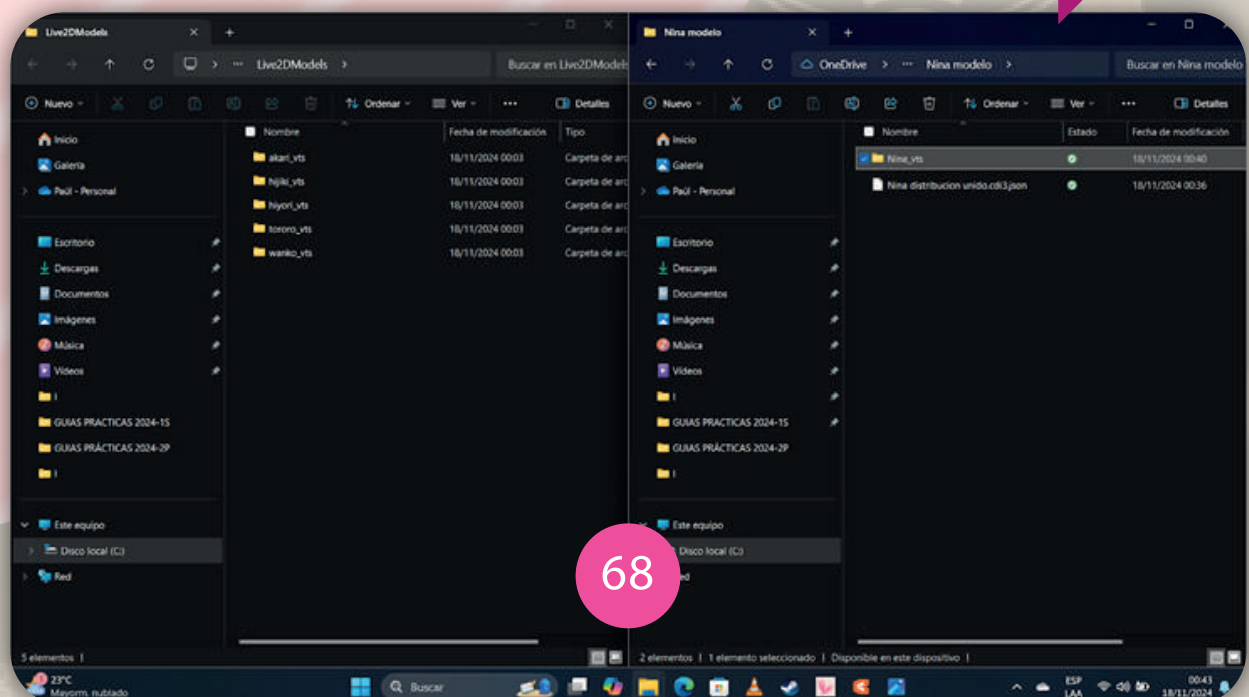 Live2DModels
Live2DModels
Buscar en Live2DModels
Nuevo
Ordenar
Ver
Detalles
Inicio
Galería
Paúl - Personal
Escritorio
Descargas
Documentos
Imágenes
Música
Vídeos
I
GUIAS PRACTICAS 2024-1S
GUIAS PRÁCTICAS 2024-2P
I
Este equipo
Disco local (C:)
Red
Nombre Fecha de modificación Tipo
akari_vts 18/11/2024 00:03 Carpeta de arc
hijiki_vts 18/11/2024 00:03 Carpeta de arc
hiyori_vts 18/11/2024 00:03 Carpeta de arc
tororo_vts 18/11/2024 00:03 Carpeta de arc
wanko_vts 18/11/2024 00:03 Carpeta de arc
5 elementos
Nina modelo
OneDrive Nina modelo
Buscar en Nina modelo
Nuevo
Ordenar
Ver
Detalles
Inicio
Galería
Paúl - Personal
Escritorio
Descargas
Documentos
Imágenes
Música
Vídeos
I
GUIAS PRACTICAS 2024-1S
GUIAS PRÁCTICAS 2024-2P
I
Este equipo
Disco local (C:)
ed
Nombre Estado Fecha de modificación
Nina_vts 18/11/2024 00:40
Nina distribucion unido.cdi3.json 18/11/2024 00:36
2 elementos 1 elemento seleccionado Disponible en este dispositivo
68
23°C
Mayorm. nublado
Buscar
ESP
LAA
00:43
18/11/2024